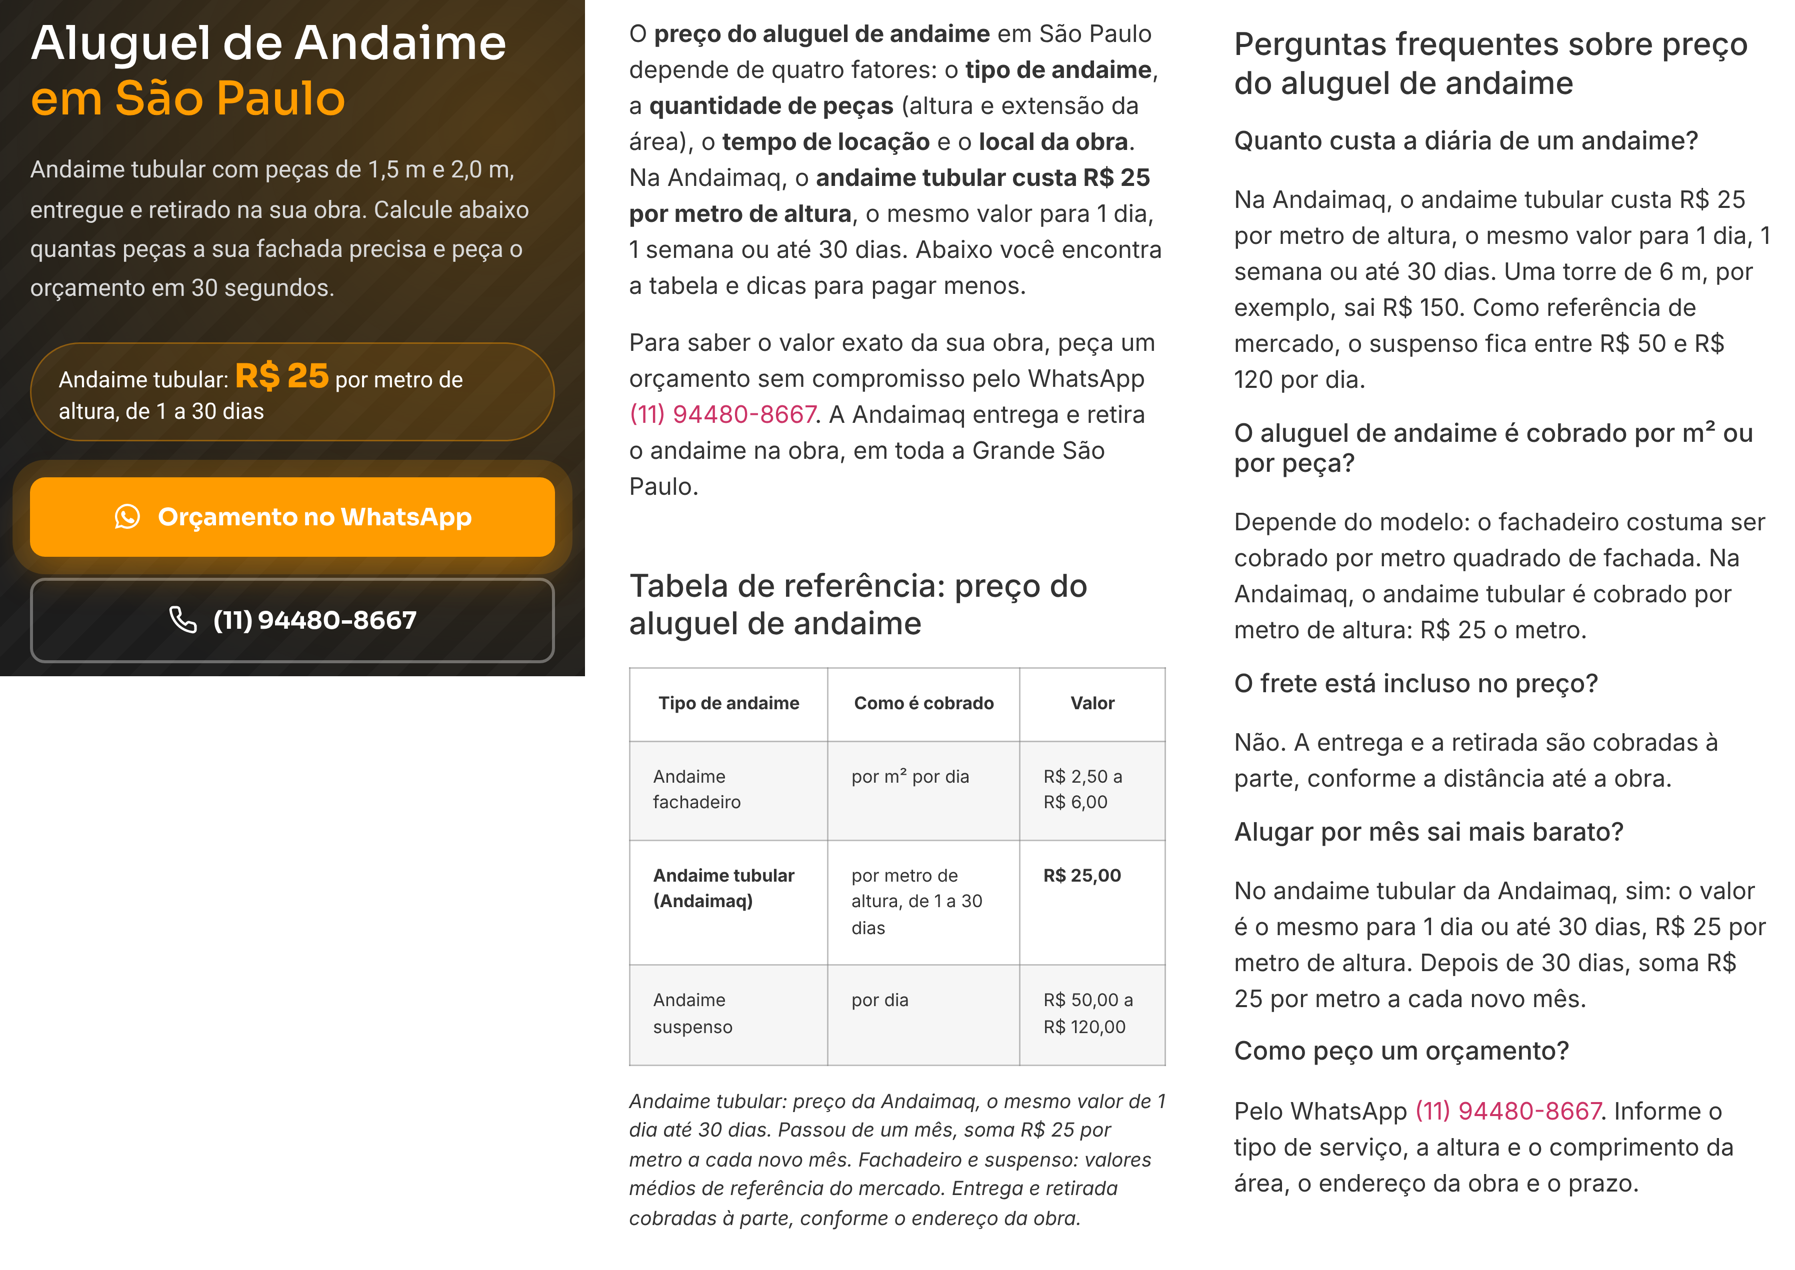 Aluguel de Andaime
em São Paulo
Andaime tubular com peças de 1,5 m e 2,0 m,
entregue e retirado na sua obra. Calcule abaixo
quantas peças a sua fachada precisa e peça o
orçamento em 30 segundos.
Andaime tubular: R$ 25 por metro de
altura, de 1 a 30 dias
Orçamento no WhatsApp
(11) 94480-8667
O preço do aluguel de andaime em São Paulo
depende de quatro fatores: o tipo de andaime,
a quantidade de peças (altura e extensão da
área), o tempo de locação e o local da obra.
Na Andaimaq, o andaime tubular custa R$ 25
por metro de altura, o mesmo valor para 1 dia,
1 semana ou até 30 dias. Abaixo você encontra
a tabela e dicas para pagar menos.
Para saber o valor exato da sua obra, peça um
orçamento sem compromisso pelo WhatsApp
(11) 94480-8667. A Andaimaq entrega e retira
o andaime na obra, em toda a Grande São
Paulo.
Tabela de referência: preço do
aluguel de andaime
Tipo de andaime Como é cobrado Valor
Andaime fachadeiro por m² por dia R$ 2,50 a R$ 6,00
Andaime tubular (Andaimaq) por metro de altura, de 1 a 30 dias R$ 25,00
Andaime suspenso por dia R$ 50,00 a R$ 120,00
Andaime tubular: preço da Andaimaq, o mesmo valor de 1
dia até 30 dias. Passou de um mês, soma R$ 25 por
metro a cada novo mês. Fachadeiro e suspenso: valores
médios de referência do mercado. Entrega e retirada
cobradas à parte, conforme o endereço da obra.
Perguntas frequentes sobre preço
do aluguel de andaime
Quanto custa a diária de um andaime?
Na Andaimaq, o andaime tubular custa R$ 25
por metro de altura, o mesmo valor para 1 dia, 1
semana ou até 30 dias. Uma torre de 6 m, por
exemplo, sai R$ 150. Como referência de
mercado, o suspenso fica entre R$ 50 e R$
120 por dia.
O aluguel de andaime é cobrado por m² ou
por peça?
Depende do modelo: o fachadeiro costuma ser
cobrado por metro quadrado de fachada. Na
Andaimaq, o andaime tubular é cobrado por
metro de altura: R$ 25 o metro.
O frete está incluso no preço?
Não. A entrega e a retirada são cobradas à
parte, conforme a distância até a obra.
Alugar por mês sai mais barato?
No andaime tubular da Andaimaq, sim: o valor
é o mesmo para 1 dia ou até 30 dias, R$ 25 por
metro de altura. Depois de 30 dias, soma R$
25 por metro a cada novo mês.
Como peço um orçamento?
Pelo WhatsApp (11) 94480-8667. Informe o
tipo de serviço, a altura e o comprimento da
área, o endereço da obra e o prazo.